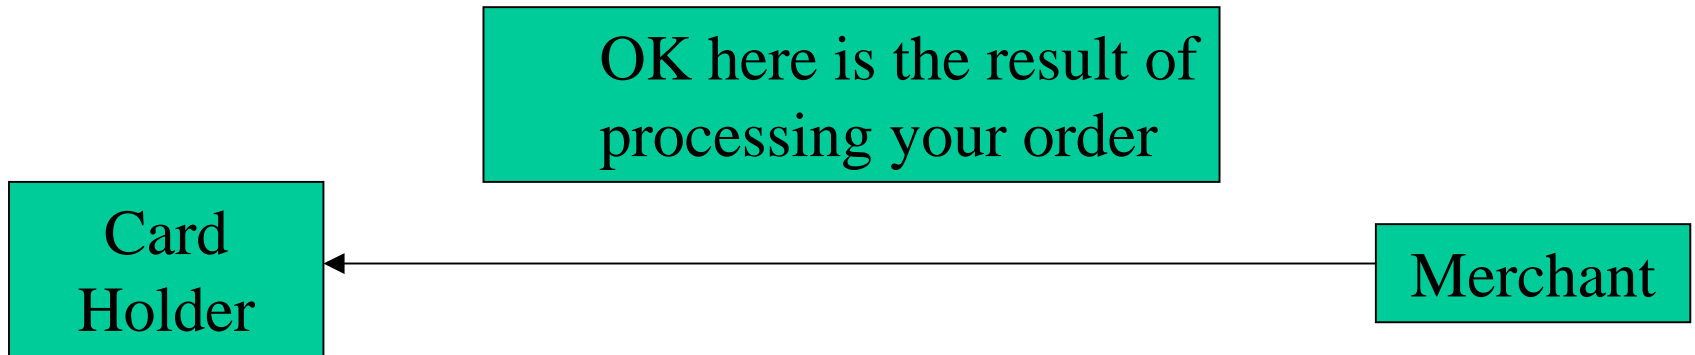 OK here is the result of
processing your order
Card
Holder
Merchant